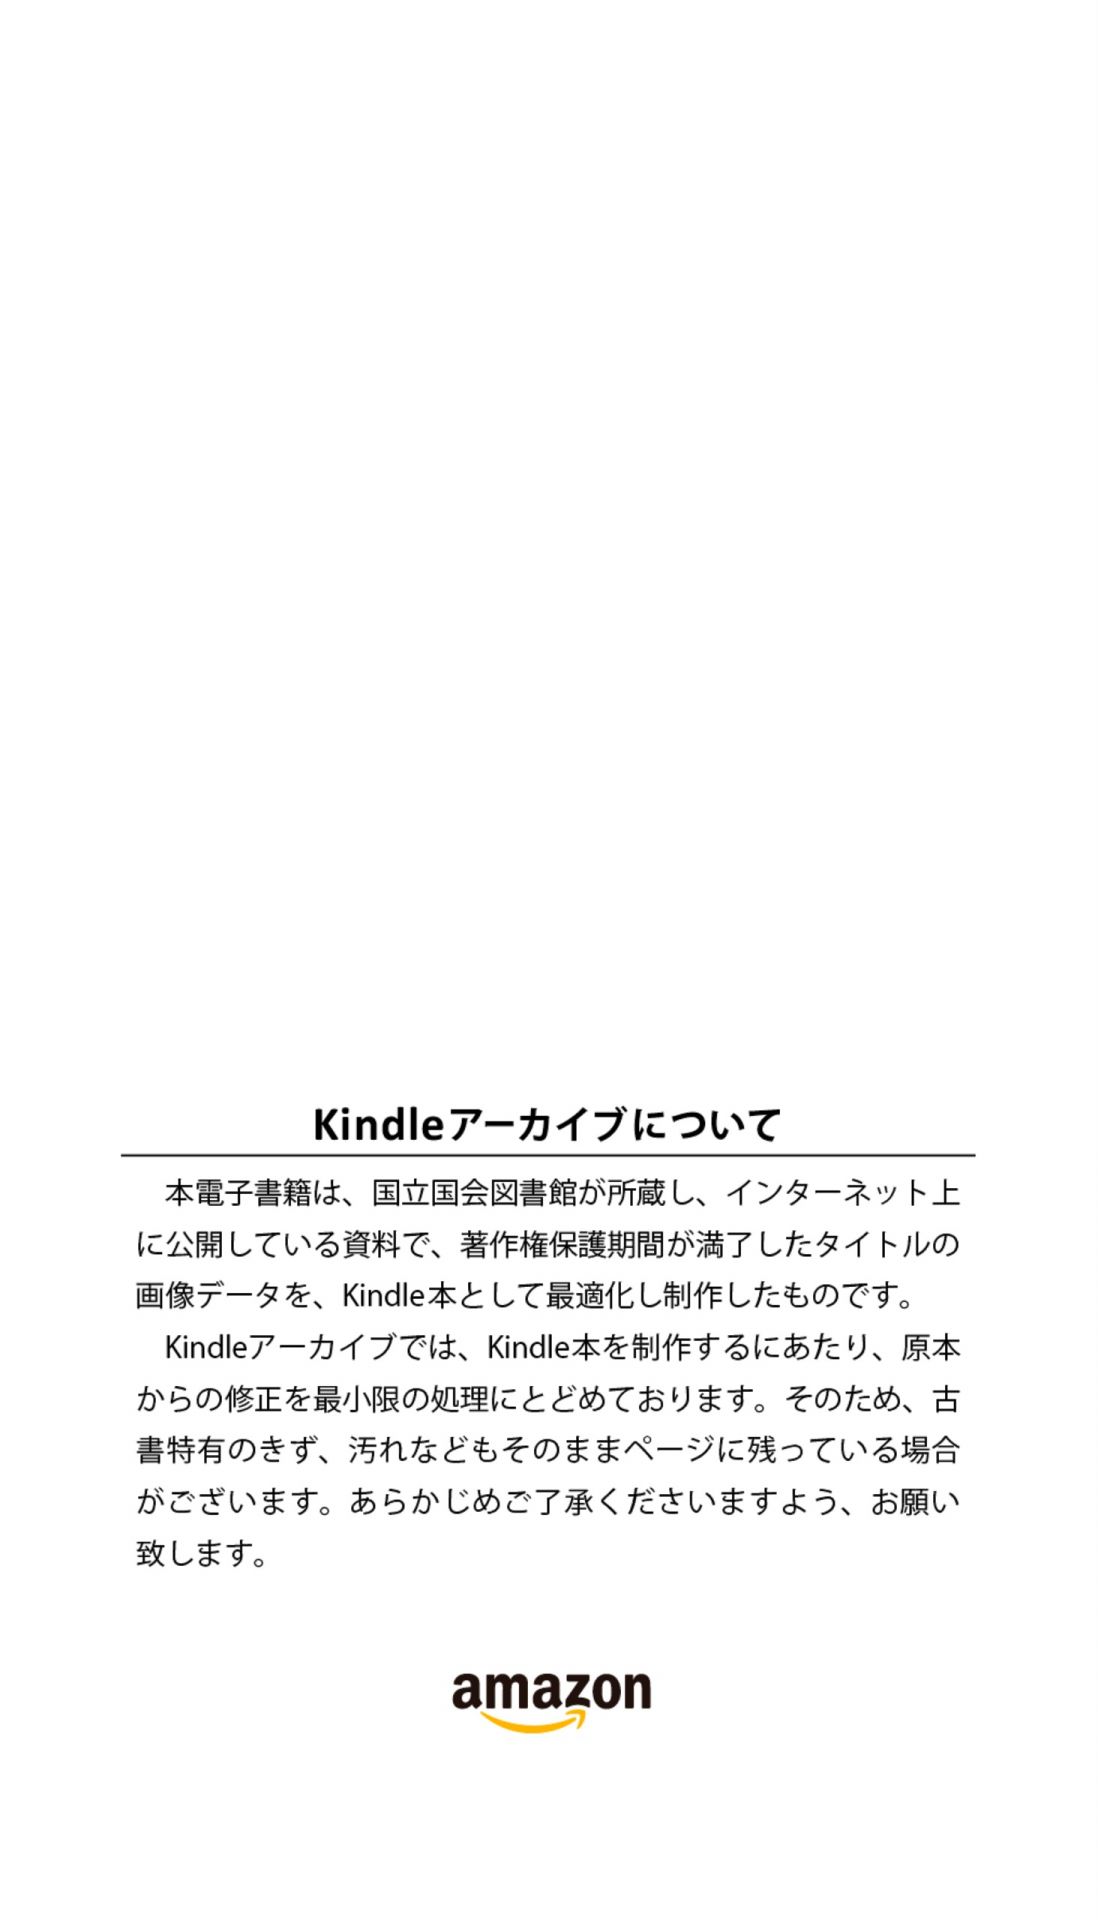 Kindleアーカイブについて
本電子書籍は、国立国会図書館が所蔵し、インターネット上
に公開している資料で、著作権保護期間が満了したタイトルの
画像データを、Kindle本として最適化し制作したものです。
Kindleアーカイブでは、Kindle本を制作するにあたり、原本
からの修正を最小限の処理にとどめております。そのため、古
書特有のきず、汚れなどもそのままページに残っている場合
がございます。あらかじめご了承くださいますよう、お願い
致します。
amazon